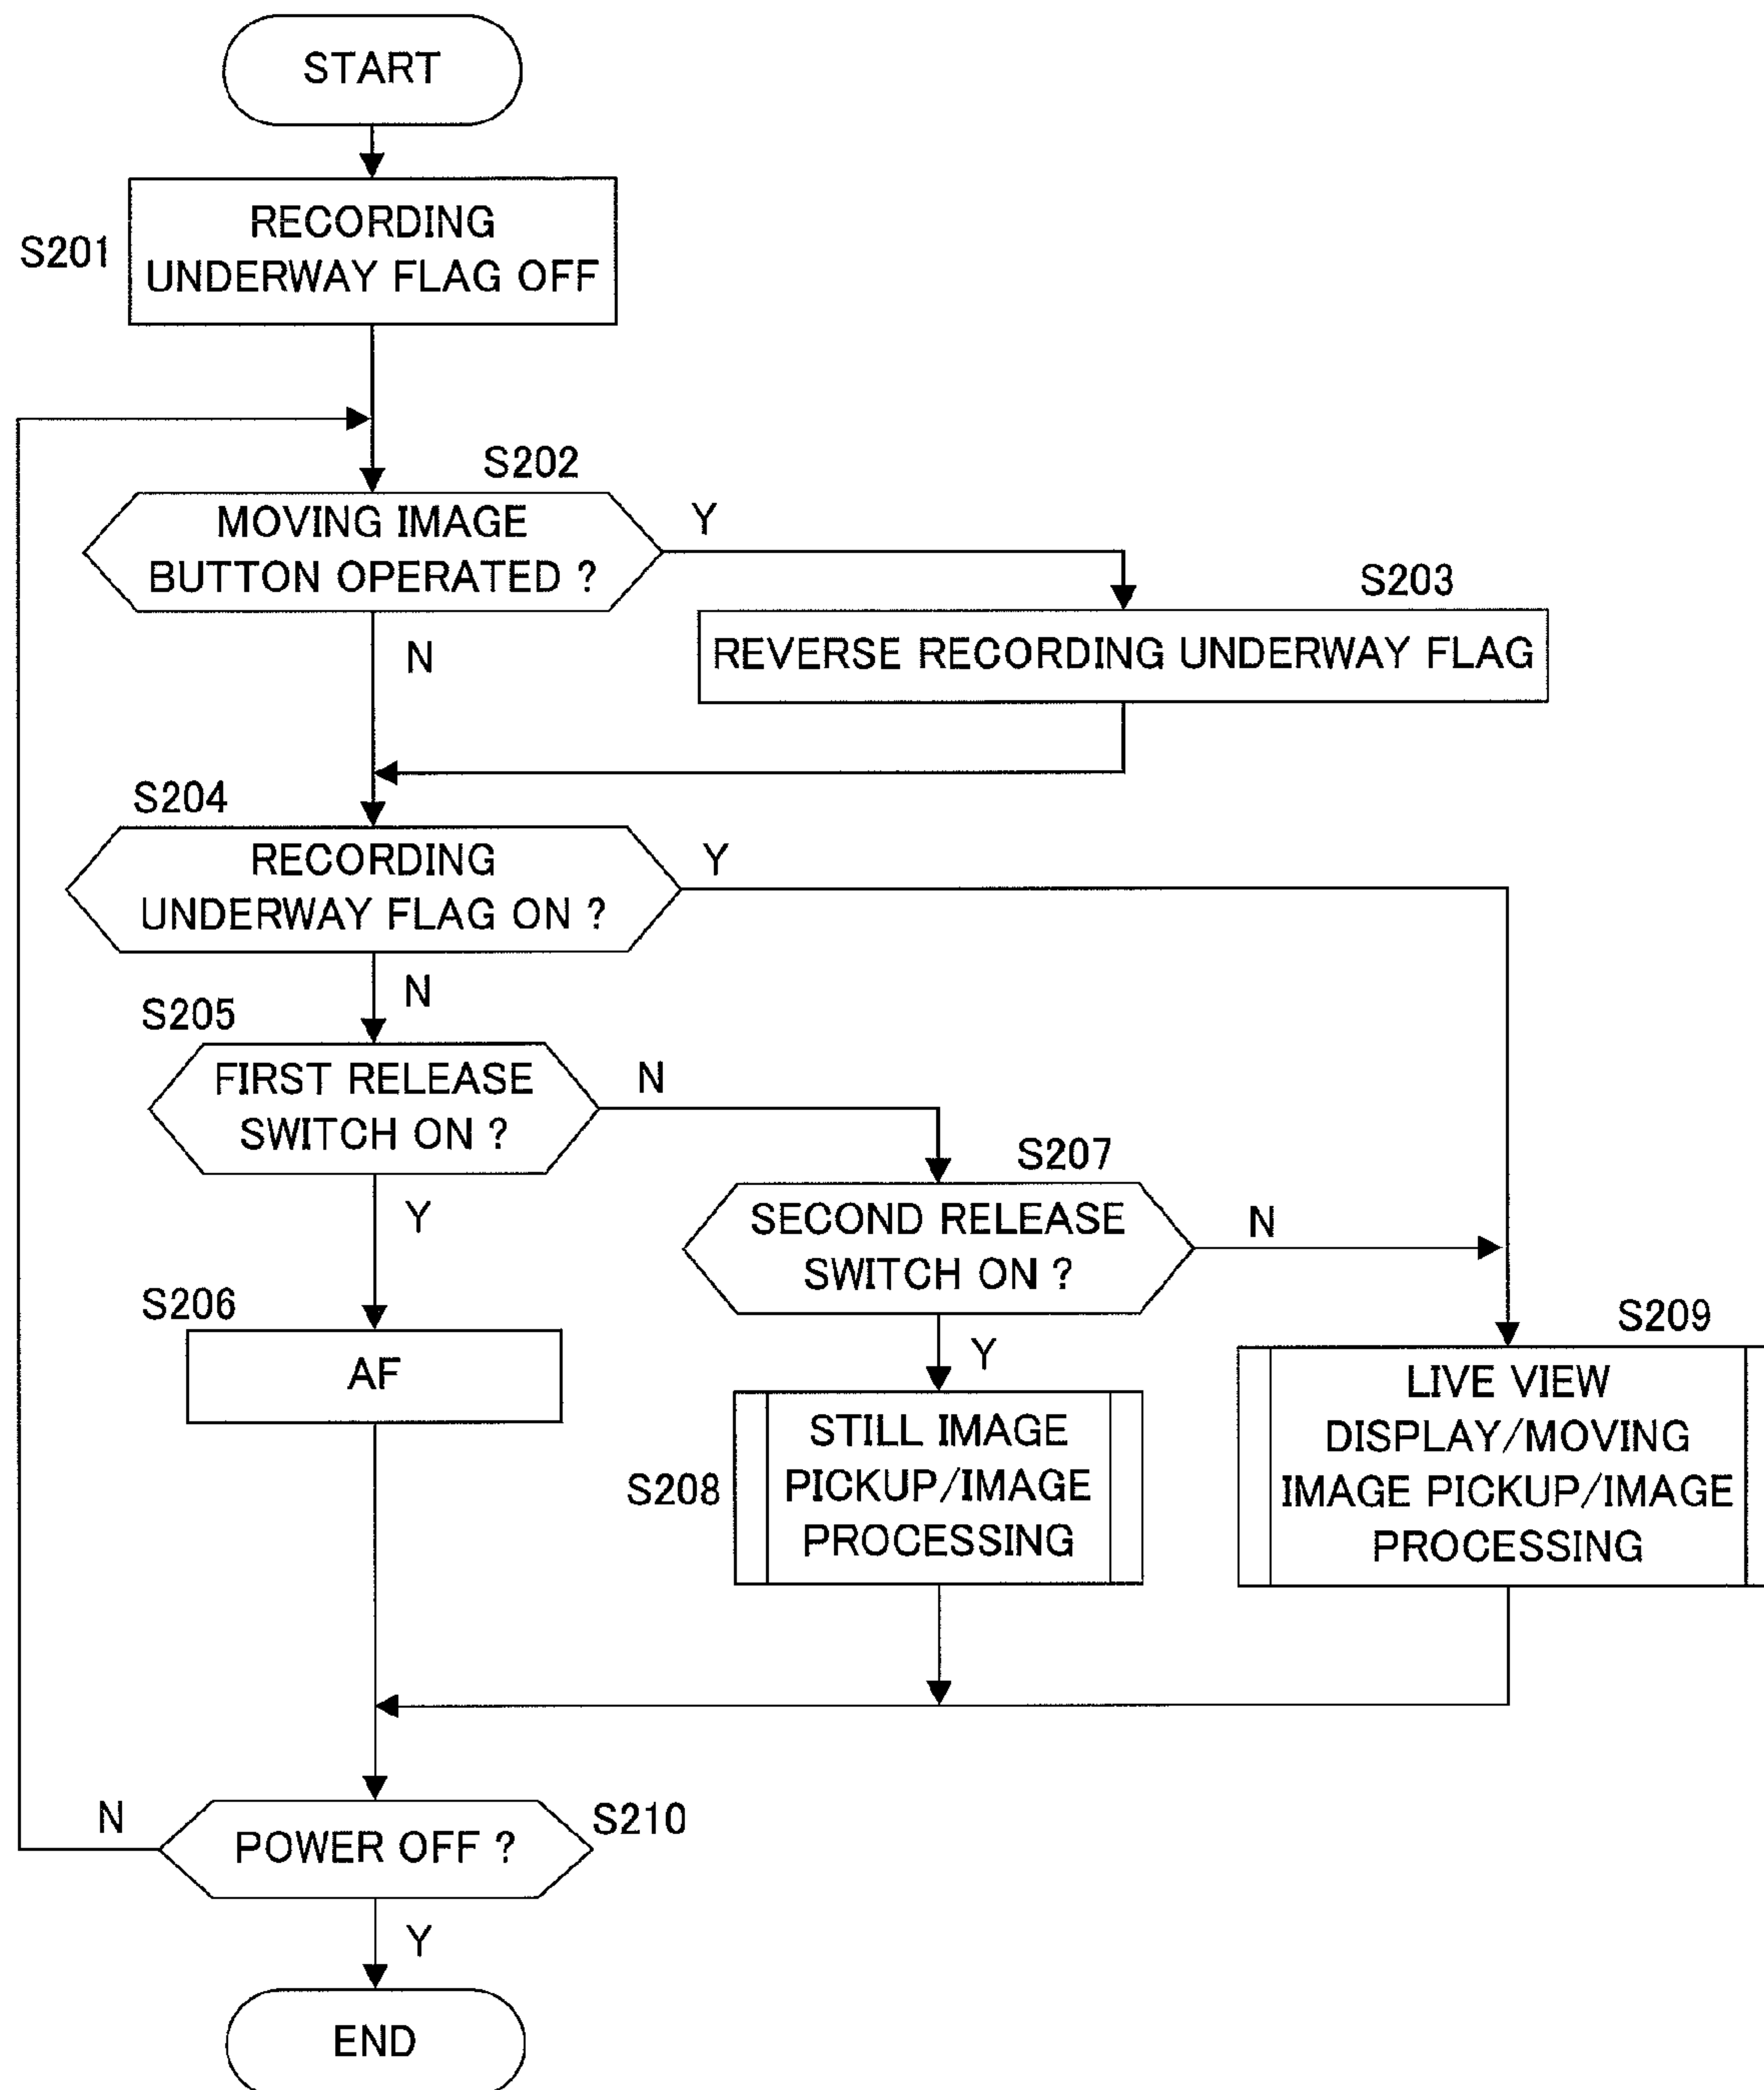 START
S201
RECORDING
UNDERWAY FLAG OFF
S202
MOVING IMAGE
BUTTON OPERATED ?
Y
N
S203
REVERSE RECORDING UNDERWAY FLAG
S204
RECORDING
UNDERWAY FLAG ON ?
Y
N
S205
FIRST RELEASE
SWITCH ON ?
N
Y
S207
SECOND RELEASE
SWITCH ON ?
N
Y
S206
AF
S208
STILL IMAGE
PICKUP/IMAGE
PROCESSING
S209
LIVE VIEW
DISPLAY/MOVING
IMAGE PICKUP/IMAGE
PROCESSING
N
POWER OFF ?
S210
Y
END